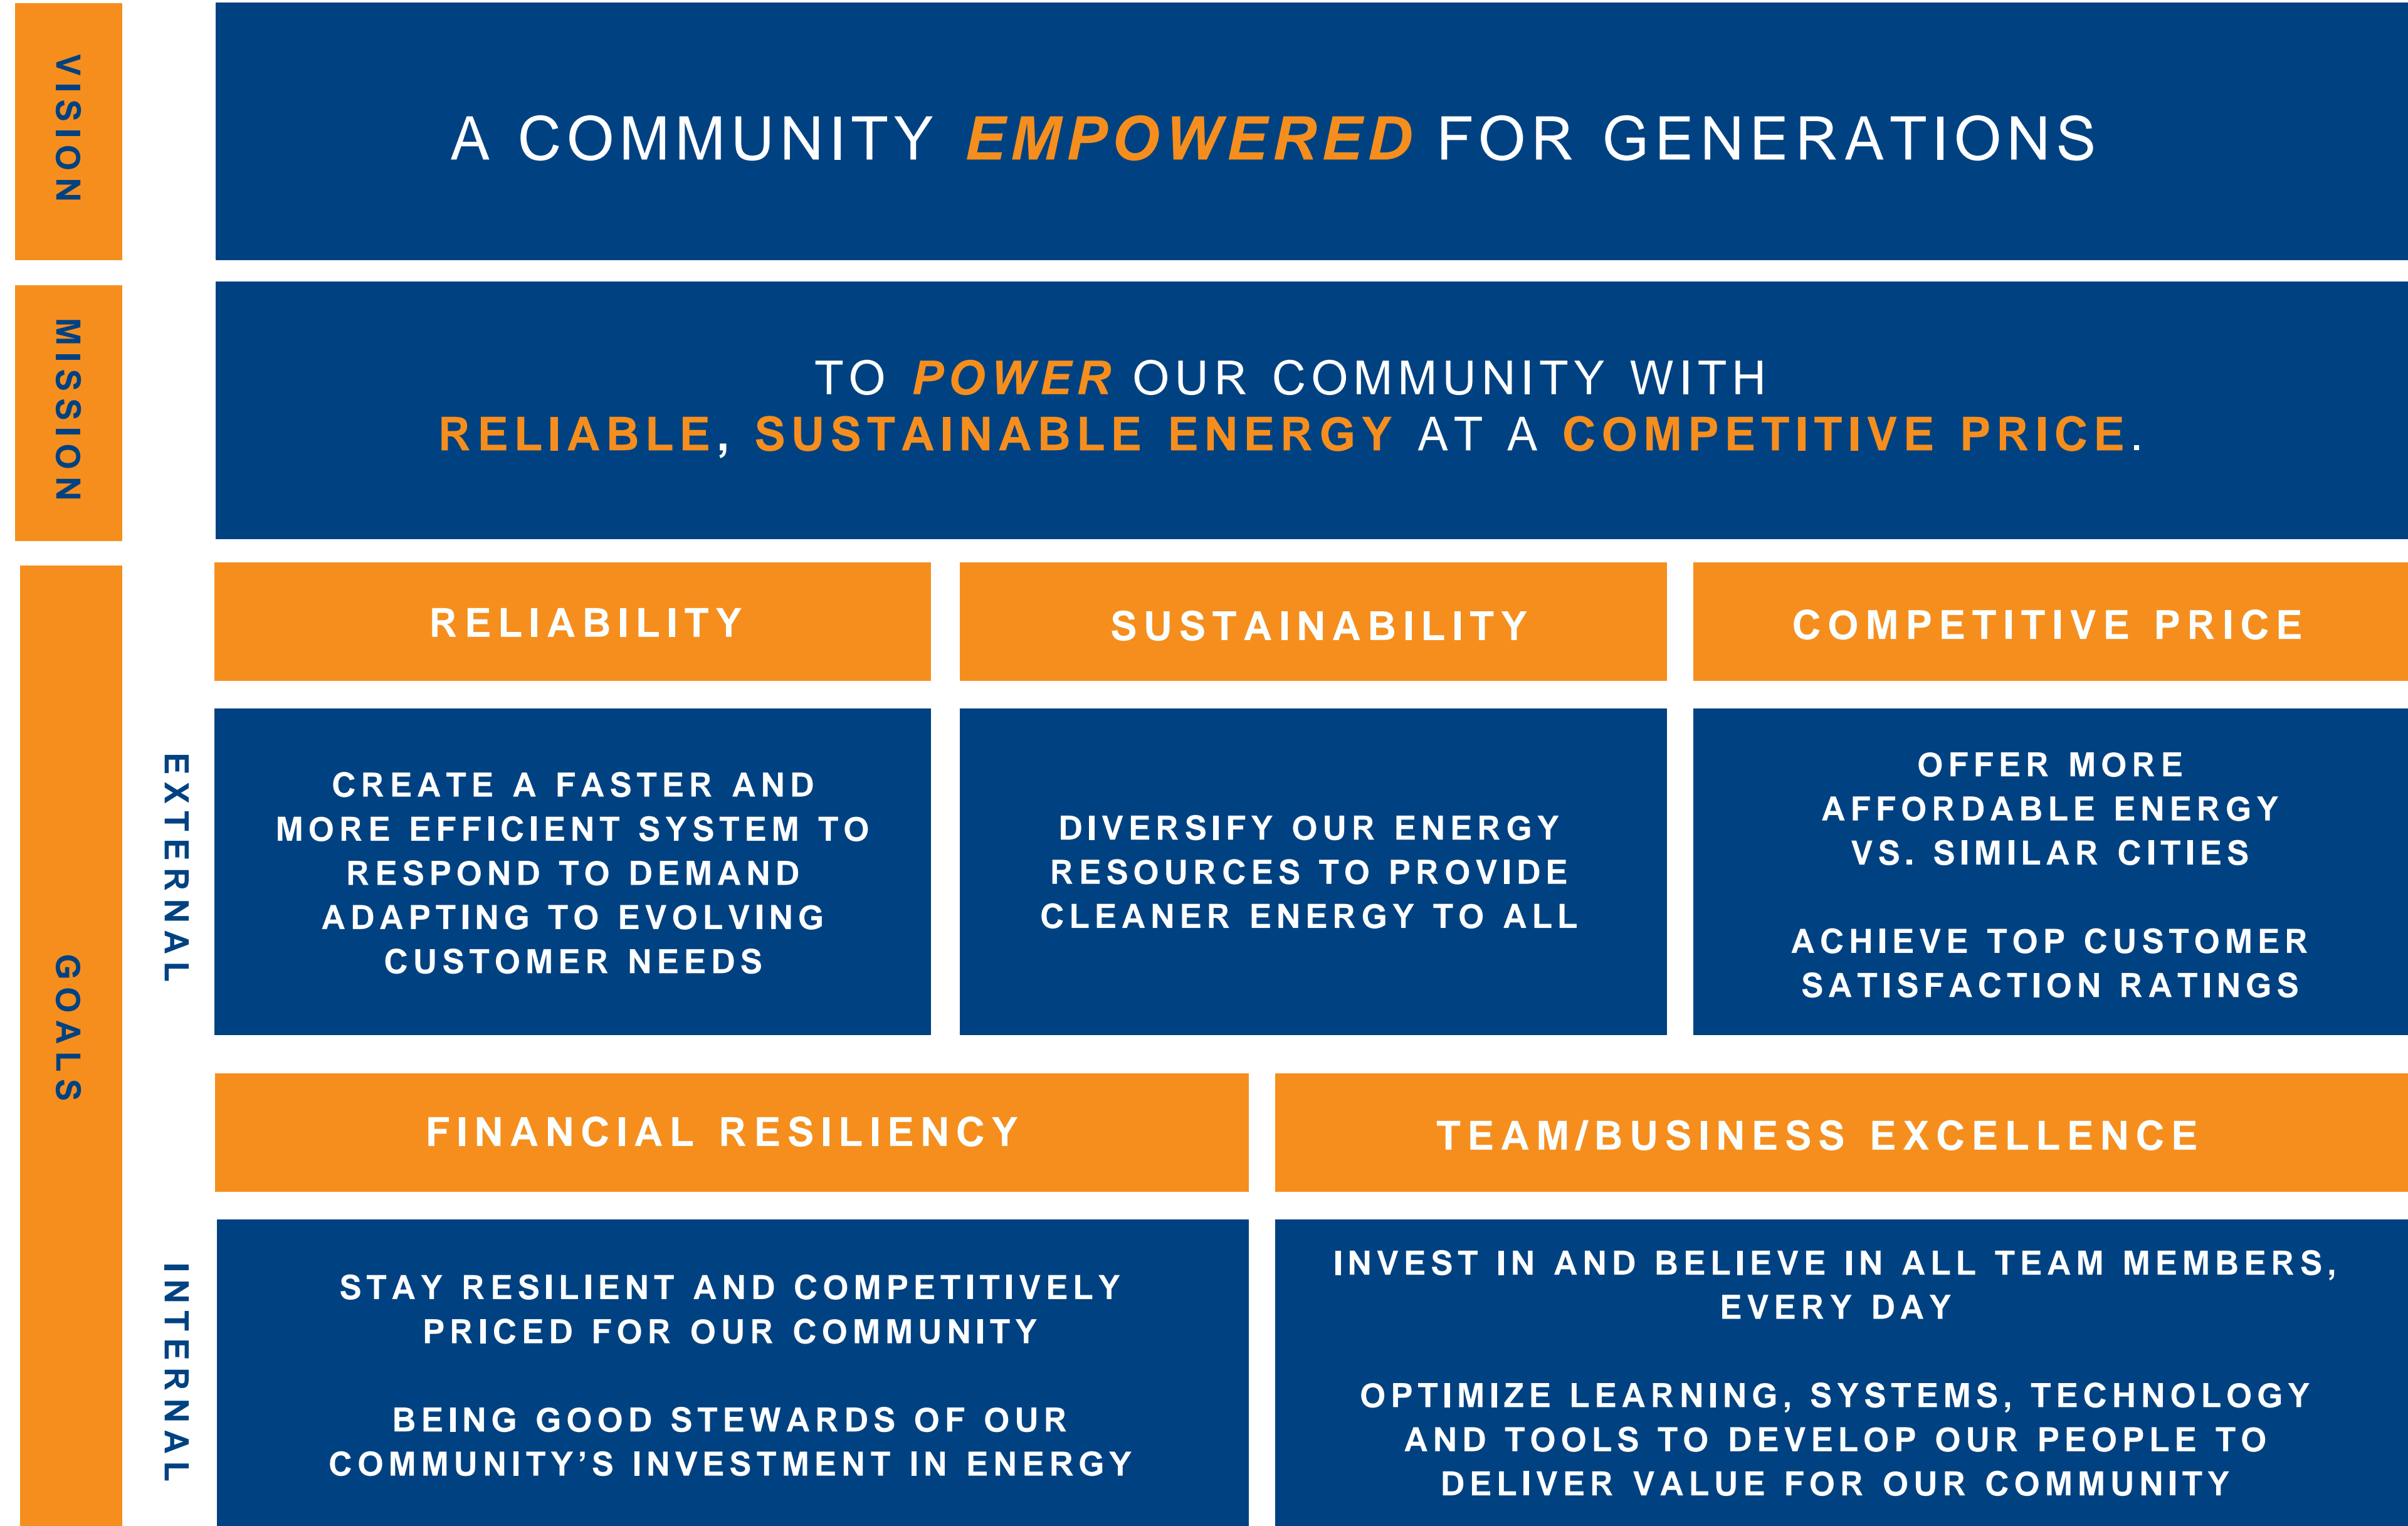 VISION
A COMMUNITY EMPOWERED FOR GENERATIONS
MISSION
TO POWER OUR COMMUNITY WITH
RELIABLE, SUSTAINABLE ENERGY AT A COMPETITIVE PRICE.
GOALS
EXTERNAL
RELIABILITY
CREATE A FASTER AND
MORE EFFICIENT SYSTEM TO
RESPOND TO DEMAND
ADAPTING TO EVOLVING
CUSTOMER NEEDS
SUSTAINABILITY
DIVERSIFY OUR ENERGY
RESOURCES TO PROVIDE
CLEANER ENERGY TO ALL
COMPETITIVE PRICE
OFFER MORE
AFFORDABLE ENERGY
VS. SIMILAR CITIES
ACHIEVE TOP CUSTOMER
SATISFACTION RATINGS
INTERNAL
FINANCIAL RESILIENCY
STAY RESILIENT AND COMPETITIVELY
PRICED FOR OUR COMMUNITY
BEING GOOD STEWARDS OF OUR
COMMUNITY’S INVESTMENT IN ENERGY
TEAM/BUSINESS EXCELLENCE
INVEST IN AND BELIEVE IN ALL TEAM MEMBERS,
EVERY DAY
OPTIMIZE LEARNING, SYSTEMS, TECHNOLOGY
AND TOOLS TO DEVELOP OUR PEOPLE TO
DELIVER VALUE FOR OUR COMMUNITY